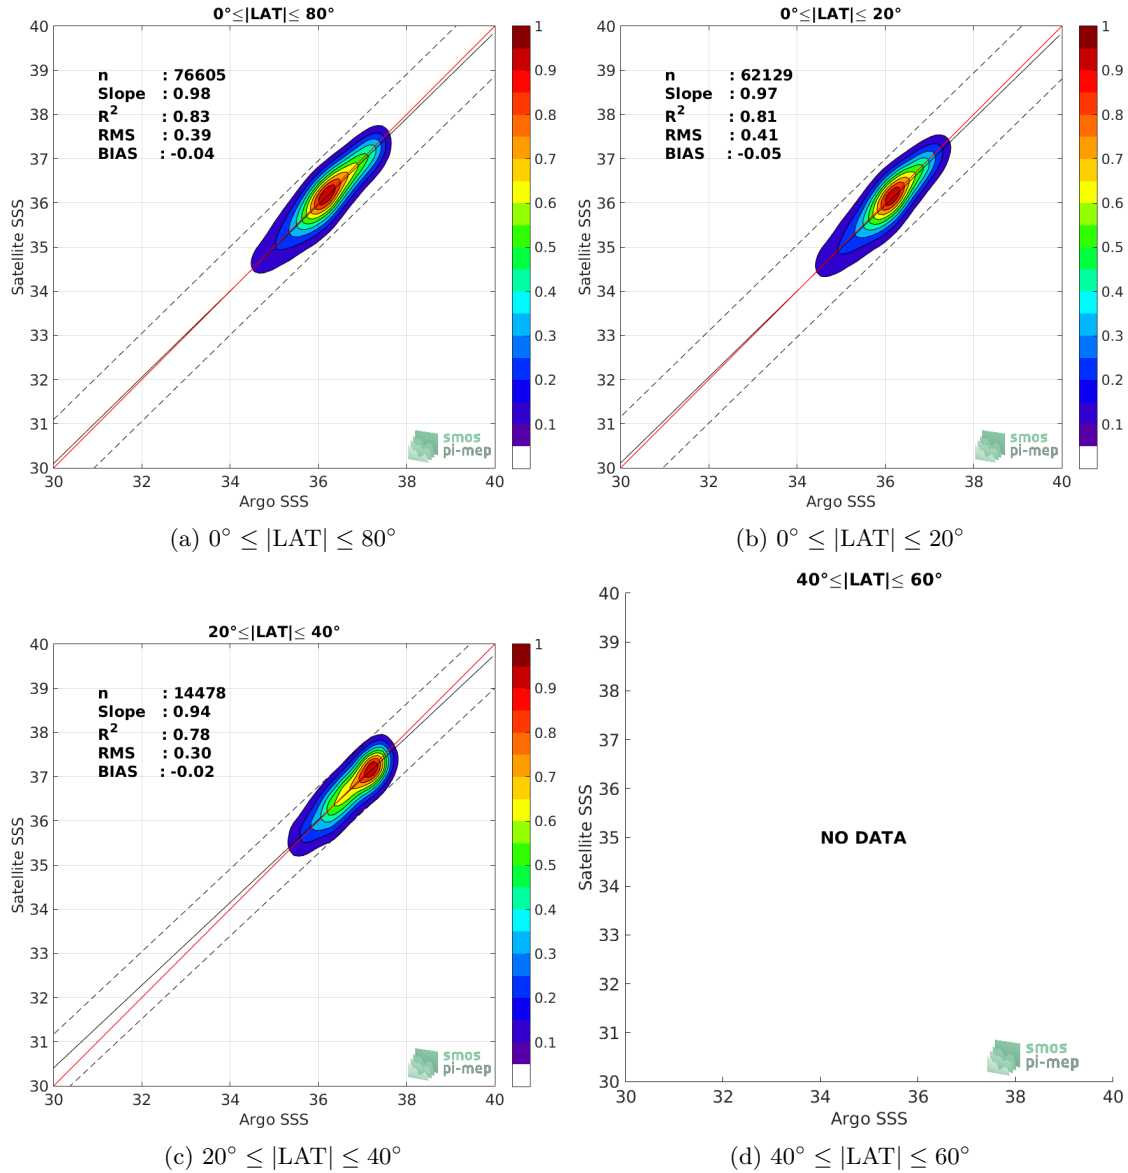 0°≤|LAT|≤ 80°
40
39
38
37
36
35
34
33
32
31
30
Satellite SSS
n : 76605
Slope : 0.98
R2 : 0.83
RMS : 0.39
BIAS : -0.04
smos
pi-mep
30 32 34 36 38 40
Argo SSS
1
0.9
0.8
0.7
0.6
0.5
0.4
0.3
0.2
0.1
(a) 0° ≤ |LAT| ≤ 80°
0°≤|LAT|≤ 20°
40
39
38
37
36
35
34
33
32
31
30
Satellite SSS
n : 62129
Slope : 0.97
R2 : 0.81
RMS : 0.41
BIAS : -0.05
smos
pi-mep
30 32 34 36 38 40
Argo SSS
1
0.9
0.8
0.7
0.6
0.5
0.4
0.3
0.2
0.1
(b) 0° ≤ |LAT| ≤ 20°
20°≤|LAT|≤ 40°
40
39
38
37
36
35
34
33
32
31
30
Satellite SSS
n : 14478
Slope : 0.94
R2 : 0.78
RMS : 0.30
BIAS : -0.02
smos
pi-mep
30 32 34 36 38 40
Argo SSS
1
0.9
0.8
0.7
0.6
0.5
0.4
0.3
0.2
0.1
(c) 20° ≤ |LAT| ≤ 40°
40°≤|LAT|≤ 60°
40
39
38
37
36
35
34
33
32
31
30
Satellite SSS
NO DATA
smos
pi-mep
30 32 34 36 38 40
Argo SSS
(d) 40° ≤ |LAT| ≤ 60°